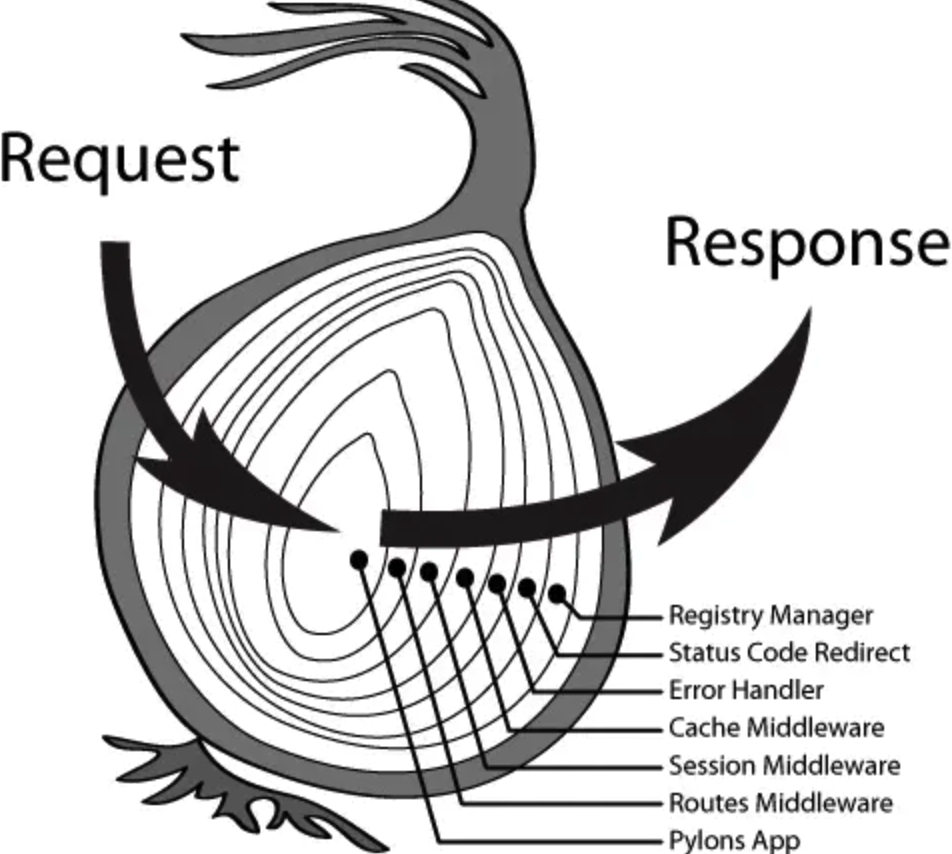 Request
Response
Registry Manager
Status Code Redirect
Error Handler
Cache Middleware
Session Middleware
Routes Middleware
Pylons App